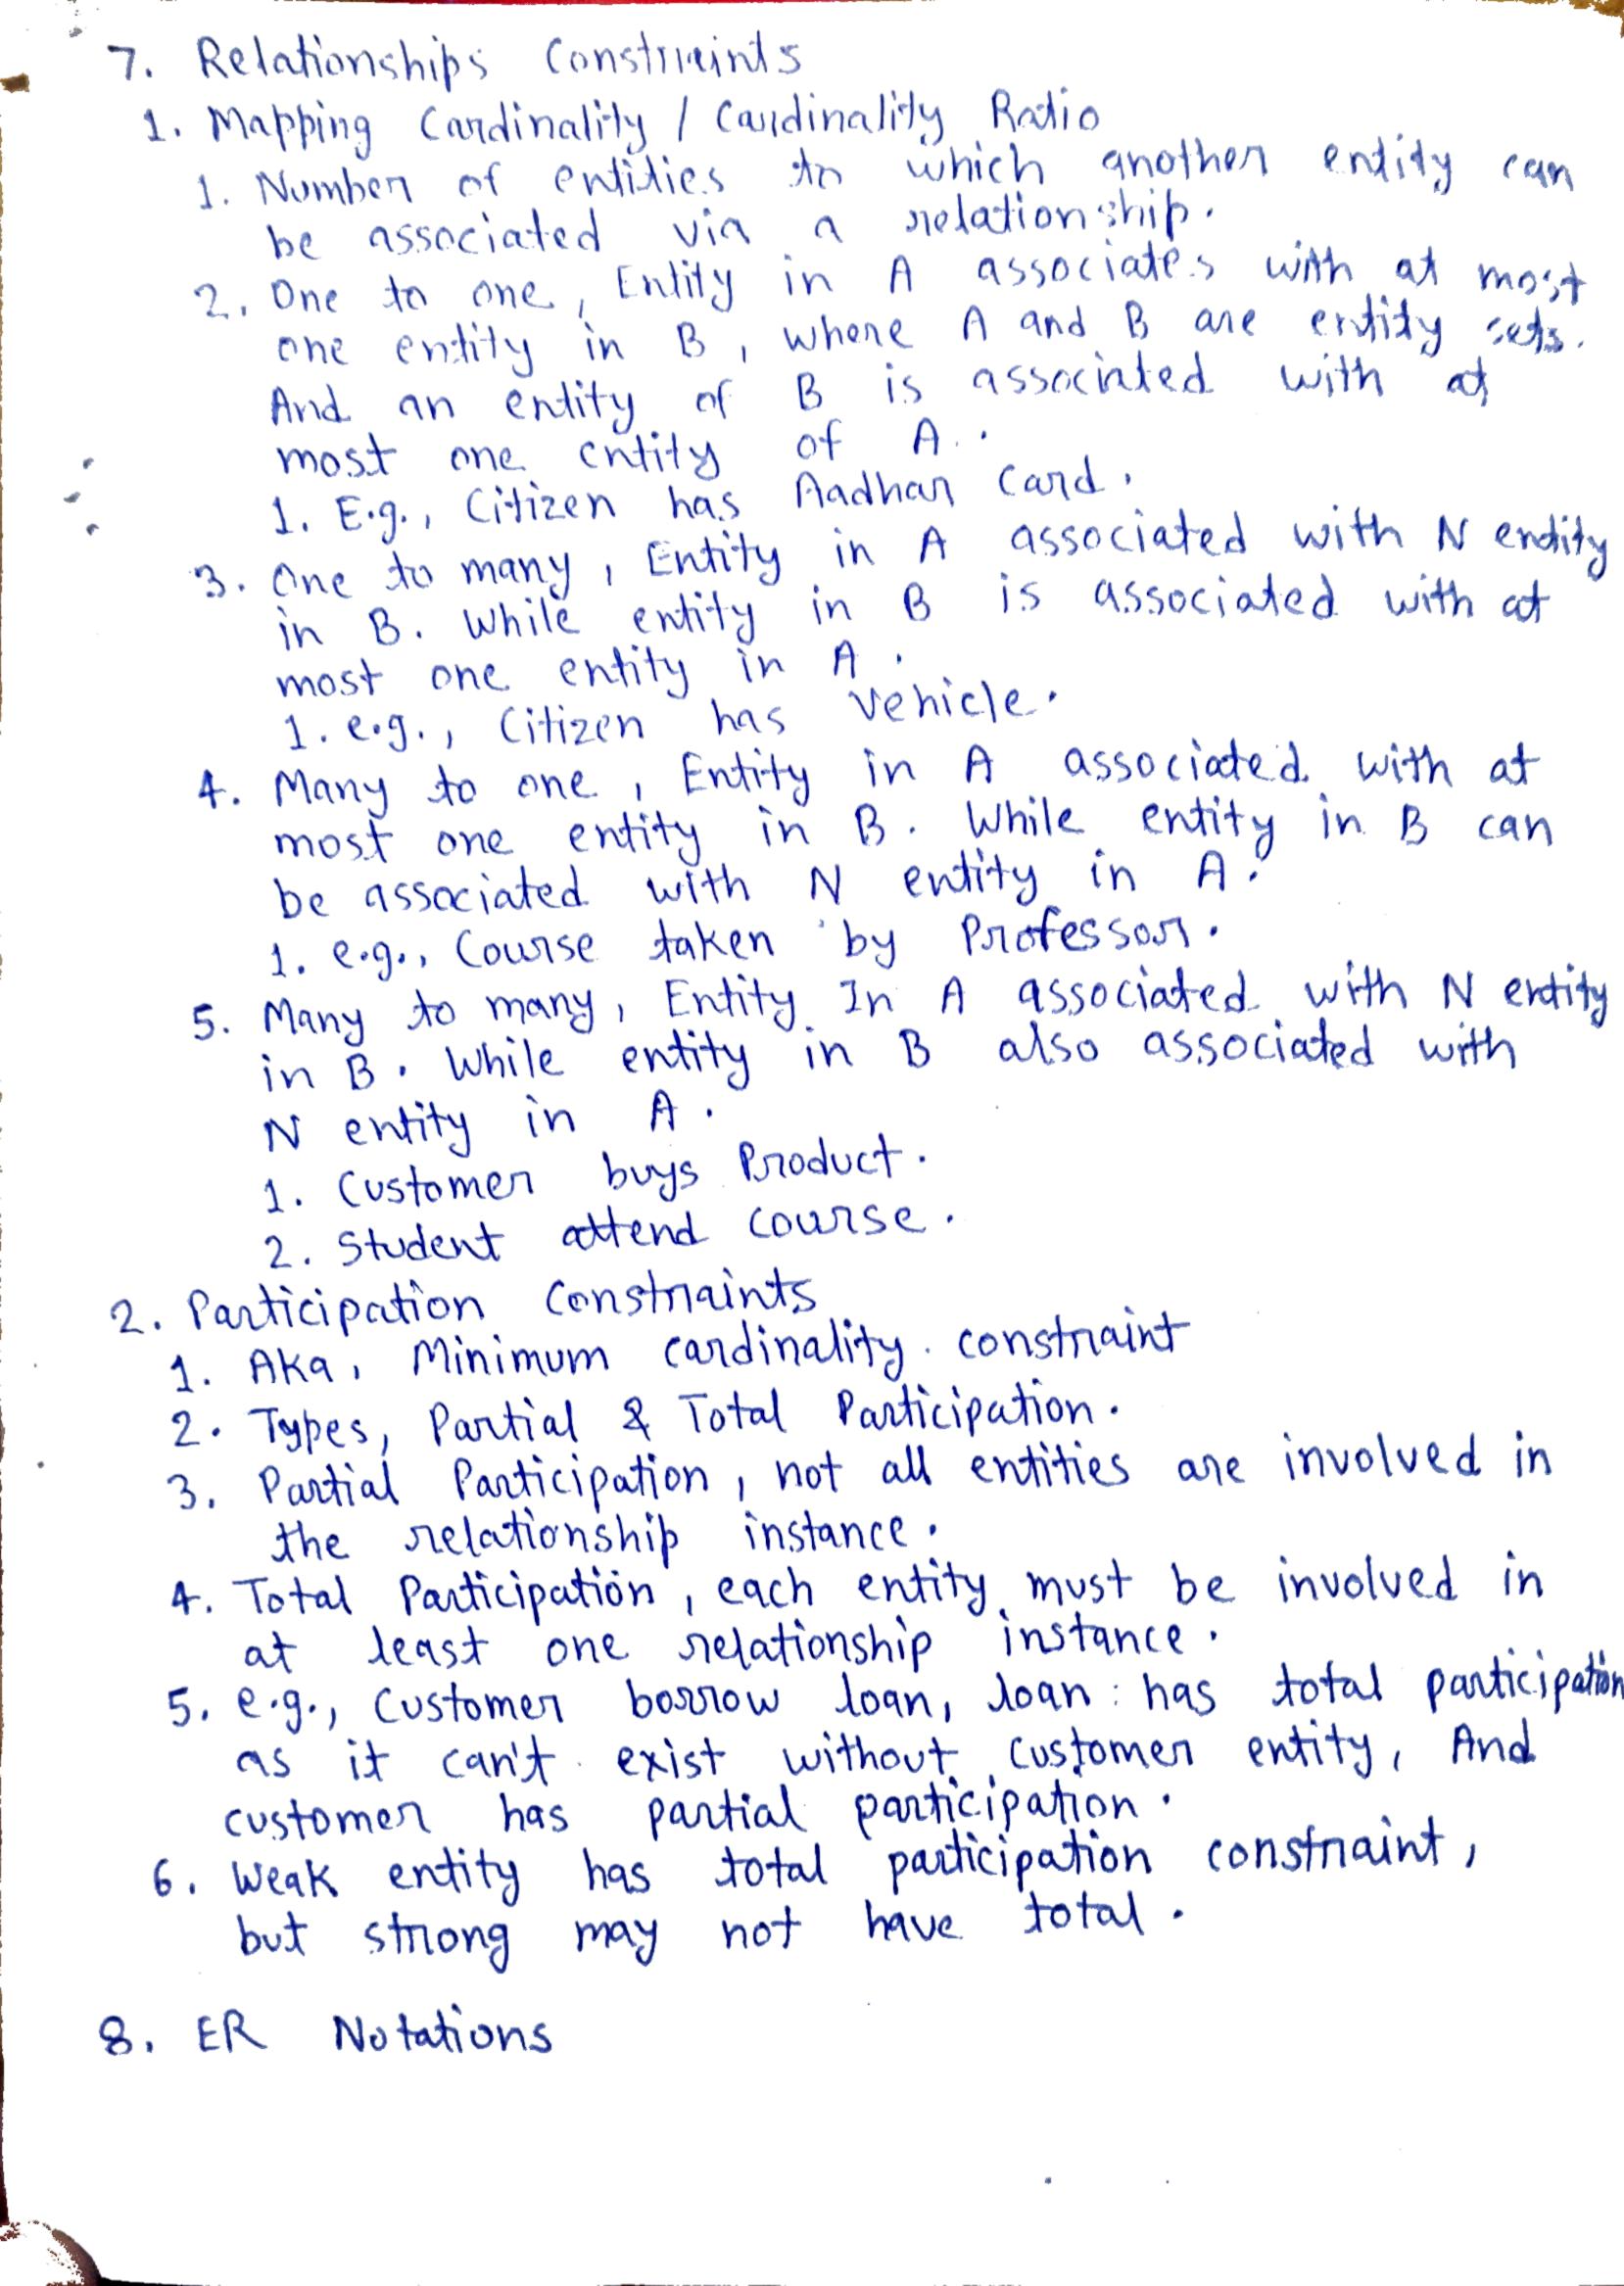 7. Relationships Constraints
1. Mapping Cardinality / Cardinality Ratio
1. Number of entities to which another entity can
be associated via a relationship.
2. One to one, Entity in A associates with at most
one entity in B, where A and B are entity sets.
And an entity of B is associated with at
most one entity of A.
1. E.g., Citizen has Aadhar Card.
3. One to many, Entity in A associated with N entity
in B. While entity in B is associated with at
most one entity in A.
1. e.g., Citizen has Vehicle.
4. Many to one, Entity in A associated with at
most one entity in B. While entity in B can
be associated with N entity in A.
1. e.g., Course taken by Professor.
5. Many to many, Entity In A associated with N entity
in B. While entity in B also associated with
N entity in A.
1. Customer buys Product.
2. Student attend course.
2. Participation Constraints
1. Aka, Minimum cardinality constraint
2. Types, Partial & Total Participation.
3. Partial Participation, not all entities are involved in
the relationship instance.
4. Total Participation, each entity must be involved in
at least one relationship instance.
5. e.g., Customer borrow loan, loan has total participation
as it can't exist without customer entity, And
customer has partial participation.
6. Weak entity has total participation constraint,
but strong may not have total.
8. ER Notations